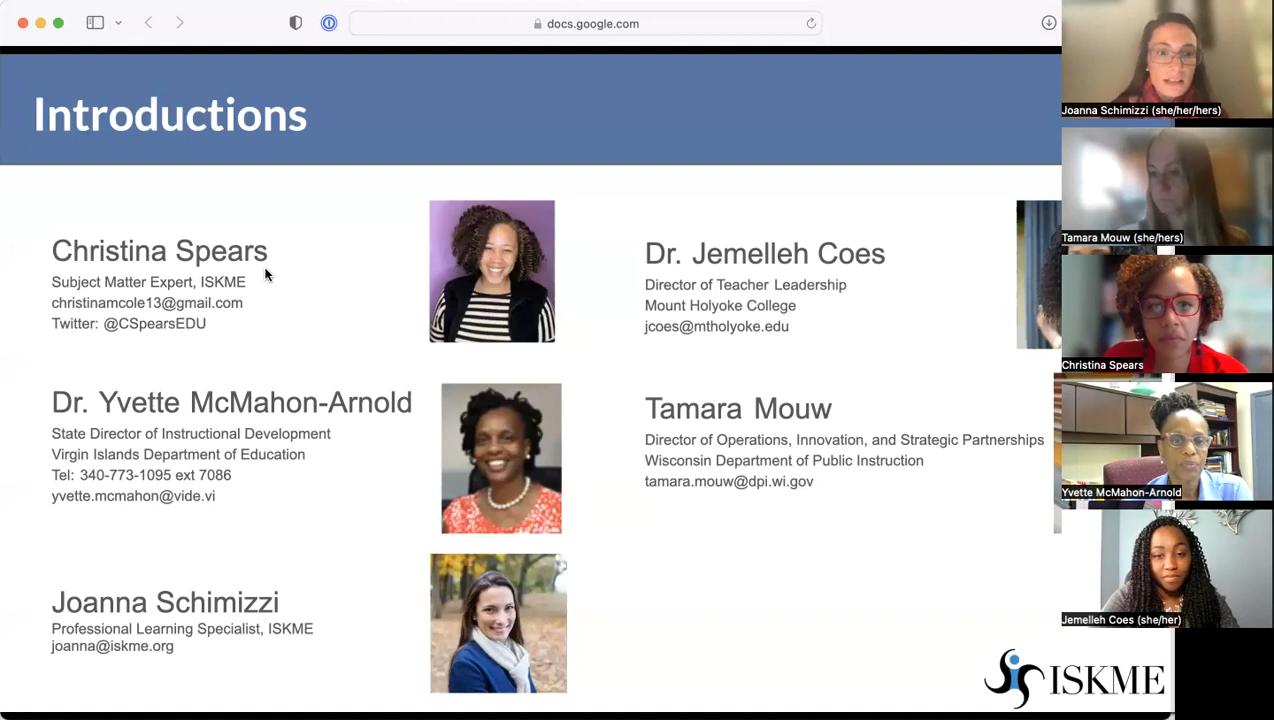 docs.google.com
Introductions
Christina Spears
Subject Matter Expert, ISKME
christinamcole13@gmail.com
Twitter: @CSpearsEDU
Dr. Jemelleh Coes
Director of Teacher Leadership
Mount Holyoke College
jcoes@mtholyoke.edu
Dr. Yvette McMahon-Arnold
State Director of Instructional Development
Virgin Islands Department of Education
Tel: 340-773-1095 ext 7086
yvette.mcmahon@vide.vi
Tamara Mouw
Director of Operations, Innovation, and Strategic Partnerships
Wisconsin Department of Public Instruction
tamara.mouw@dpi.wi.gov
Joanna Schimizzi
Professional Learning Specialist, ISKME
joanna@iskme.org
ISKME
Joanna Schimizzi (she/her/hers)
Tamara Mouw (she/hers)
Christina Spears
Yvette McMahon-Arnold
Jemelleh Coes (she/her)